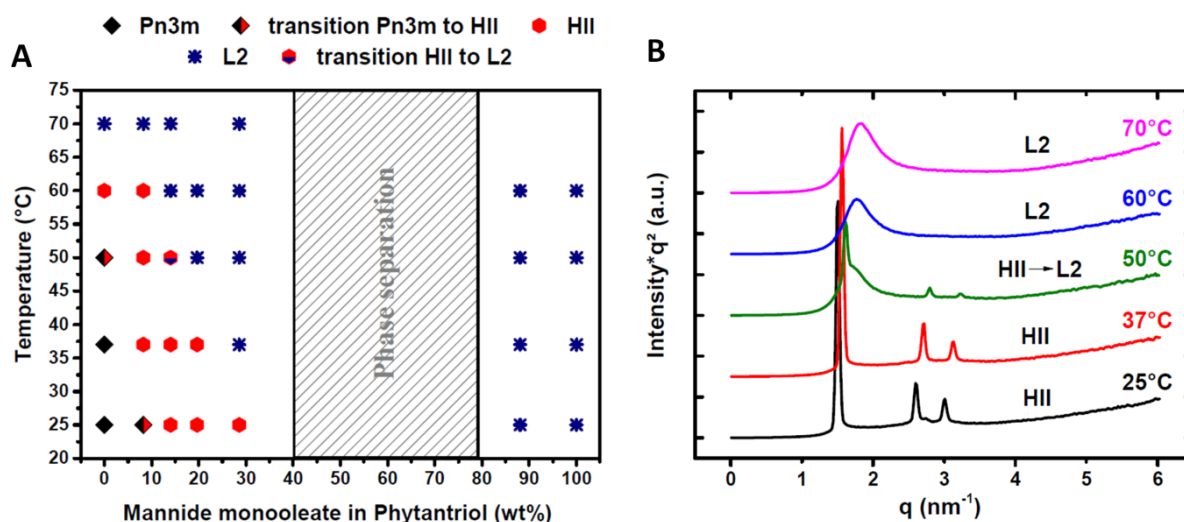 Pn3m transition Pn3m to HII HII
L2 transition HII to L2
A
75
70
65
60
55
50
45
40
35
30
25
20
Temperature (°C)
Phase separation
0 10 20 30 40 50 60 70 80 90 100
Mannide monooleate in Phytantriol (wt%)
B
Intensity*q² (a.u.)
70°C
L2
60°C
L2
50°C
HII→L2
37°C
HII
25°C
HII
0 1 2 3 4 5 6
q (nm⁻¹)